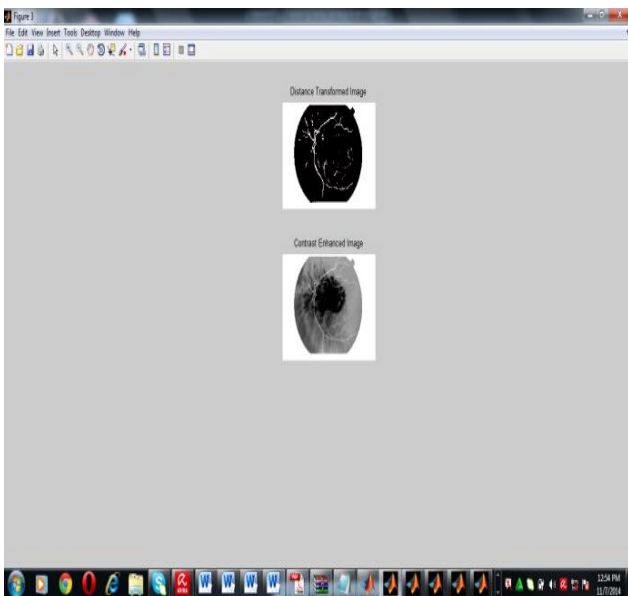 Figure 3
File Edit View Insert Tools Desktop Window Help
Distance Transformed Image
Contrast Enhanced Image
12:54 PM
11/7/2014